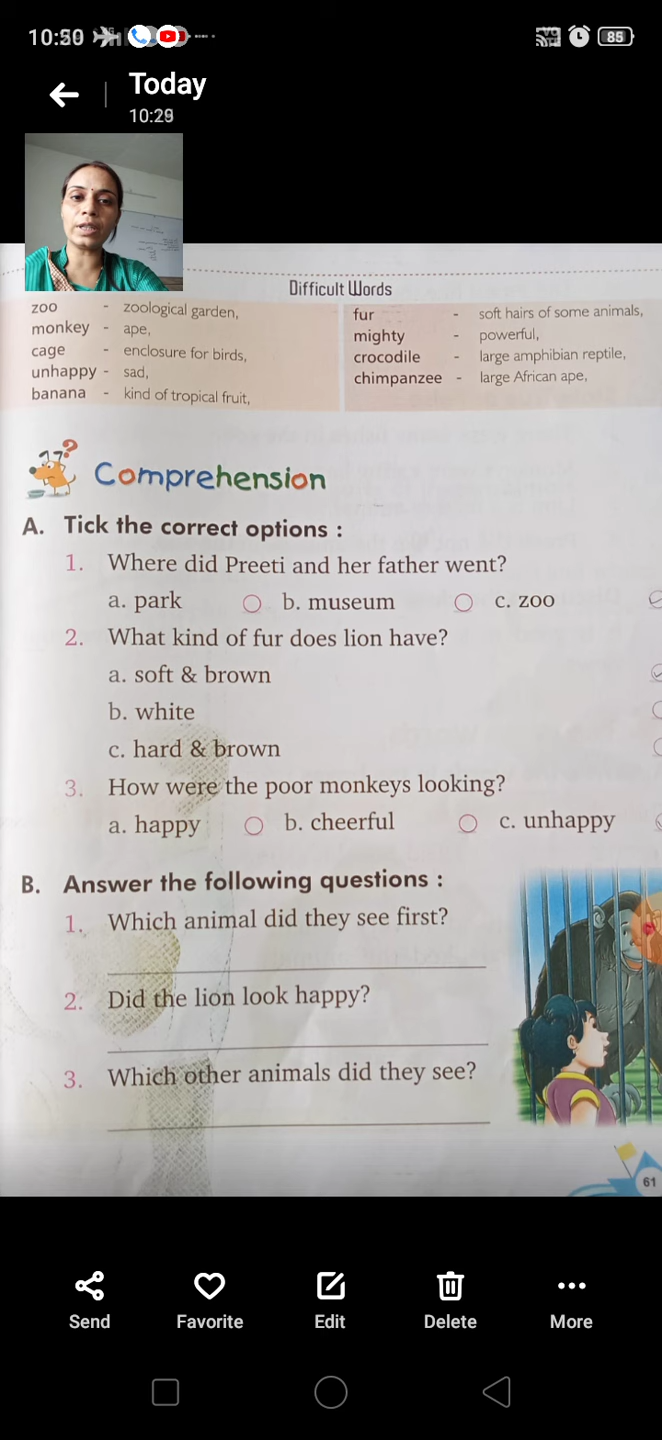 Today
10:29
85
Difficult Words
zoo - zoological garden,
monkey - ape,
cage - enclosure for birds,
unhappy - sad,
banana - kind of tropical fruit,
fur - soft hairs of some animals,
mighty - powerful,
crocodile - large amphibian reptile,
chimpanzee - large African ape,
Comprehension
A. Tick the correct options :
1. Where did Preeti and her father went?
a. park b. museum c. zoo
2. What kind of fur does lion have?
a. soft & brown
b. white
c. hard & brown
3. How were the poor monkeys looking?
a. happy b. cheerful c. unhappy
B. Answer the following questions :
1. Which animal did they see first?
2. Did the lion look happy?
3. Which other animals did they see?
61
Send Favorite Edit Delete More